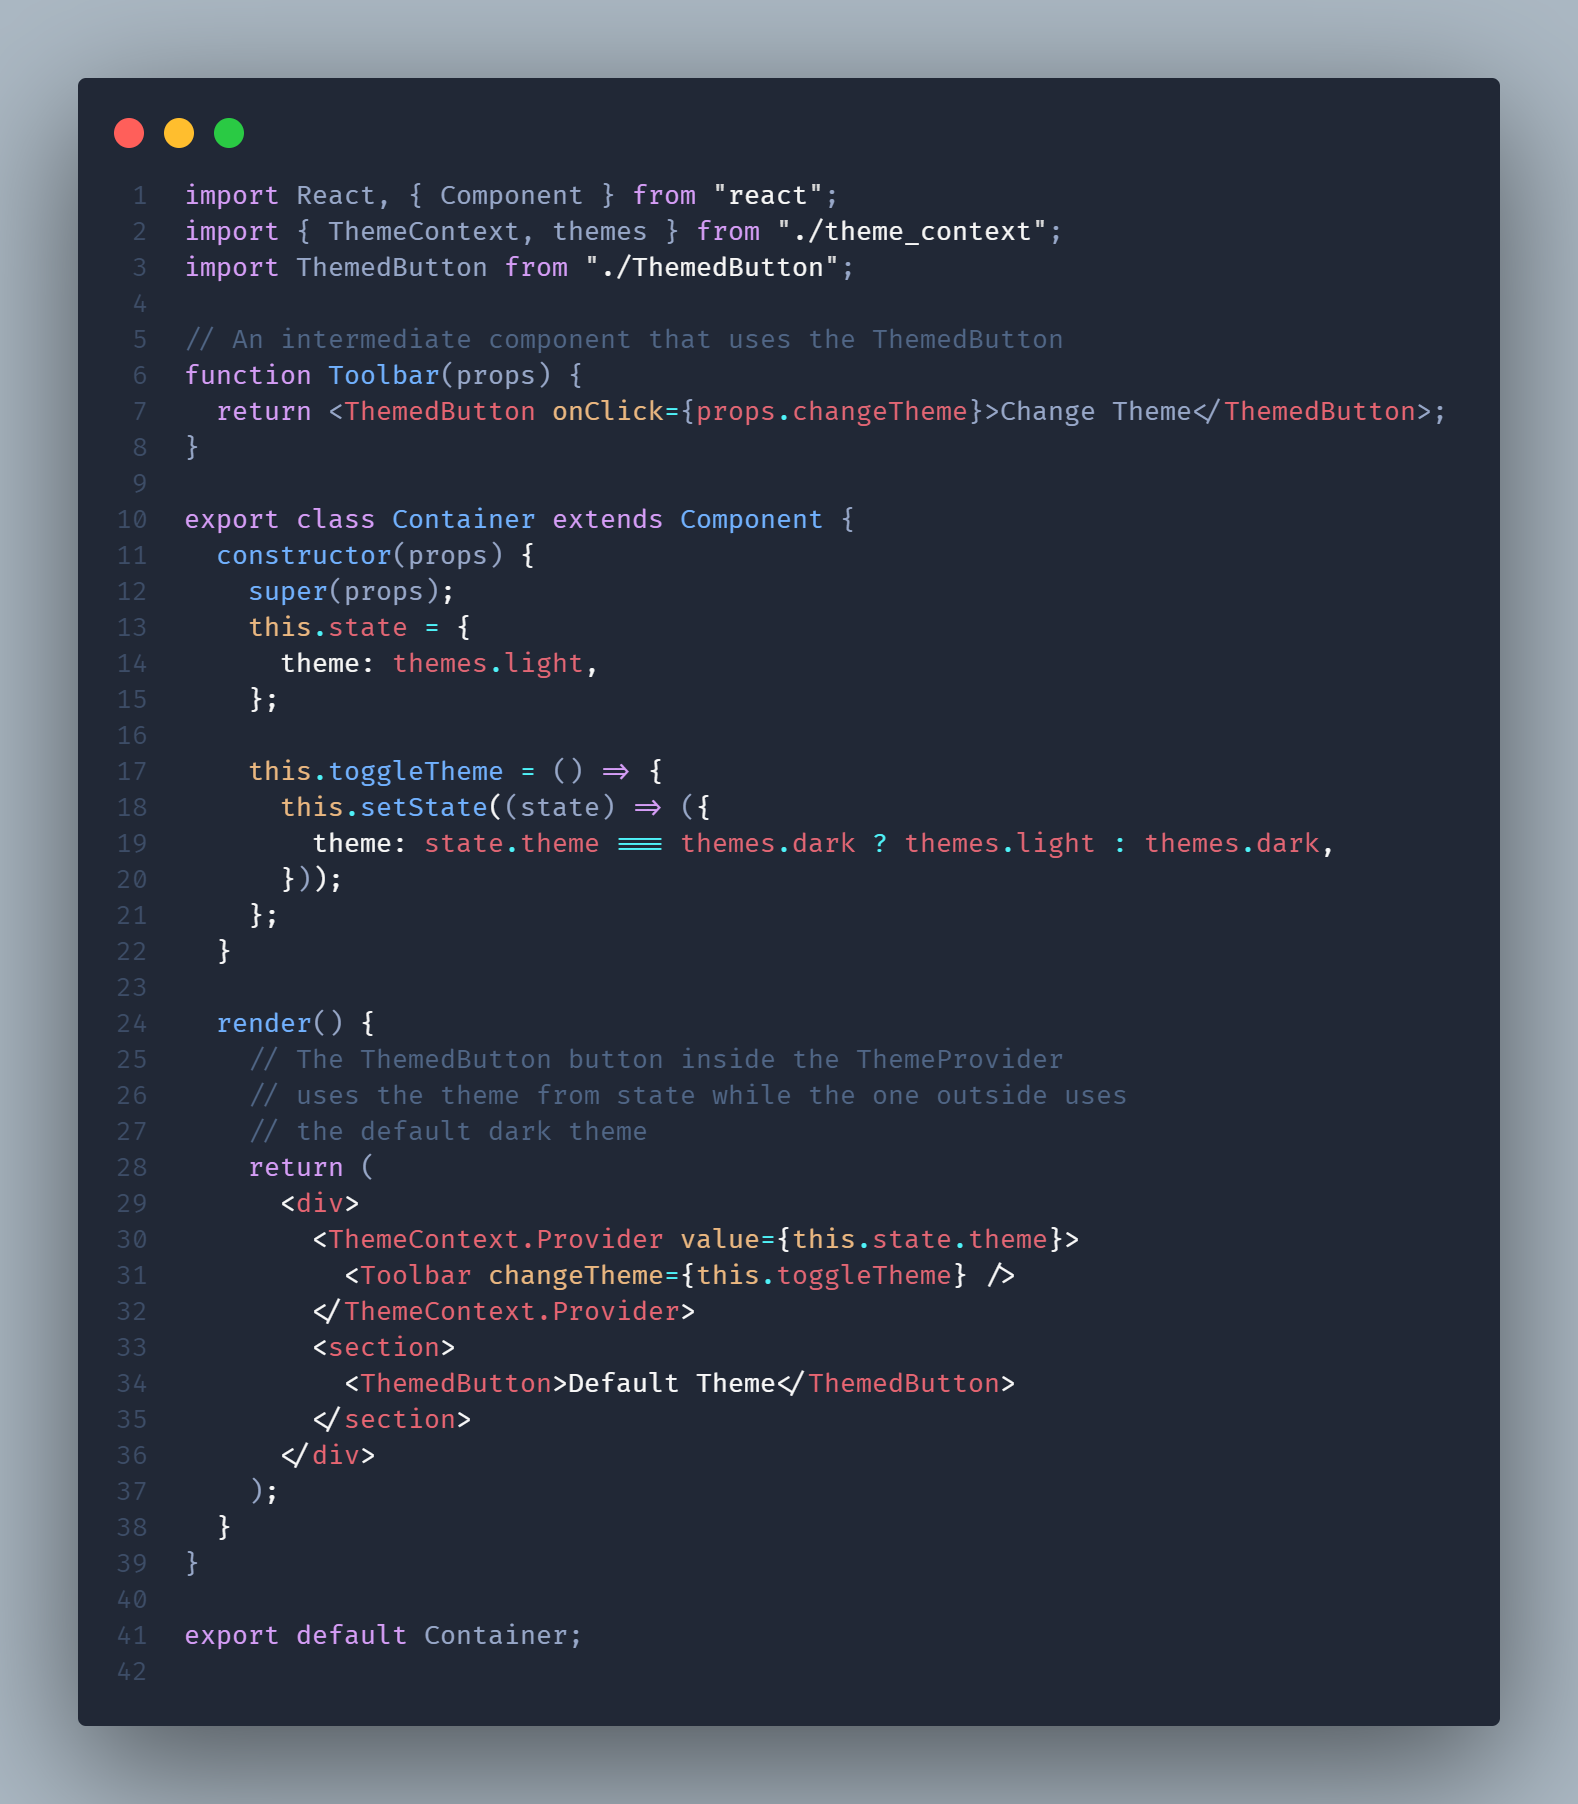 1 import React, { Component } from "react";
2 import { ThemeContext, themes } from "./theme_context";
3 import ThemedButton from "./ThemedButton";
4
5 // An intermediate component that uses the ThemedButton
6 function Toolbar(props) {
7   return <ThemedButton onClick={props.changeTheme}>Change Theme</ThemedButton>;
8 }
9
10 export class Container extends Component {
11   constructor(props) {
12     super(props);
13     this.state = {
14       theme: themes.light,
15     };
16
17     this.toggleTheme = () => {
18       this.setState((state) => ({
19         theme: state.theme === themes.dark ? themes.light : themes.dark,
20       }));
21     };
22   }
23
24   render() {
25     // The ThemedButton button inside the ThemeProvider
26     // uses the theme from state while the one outside uses
27     // the default dark theme
28     return (
29       <div>
30         <ThemeContext.Provider value={this.state.theme}>
31           <Toolbar changeTheme={this.toggleTheme} />
32         </ThemeContext.Provider>
33         <section>
34           <ThemedButton>Default Theme</ThemedButton>
35         </section>
36       </div>
37     );
38   }
39 }
40
41 export default Container;
42